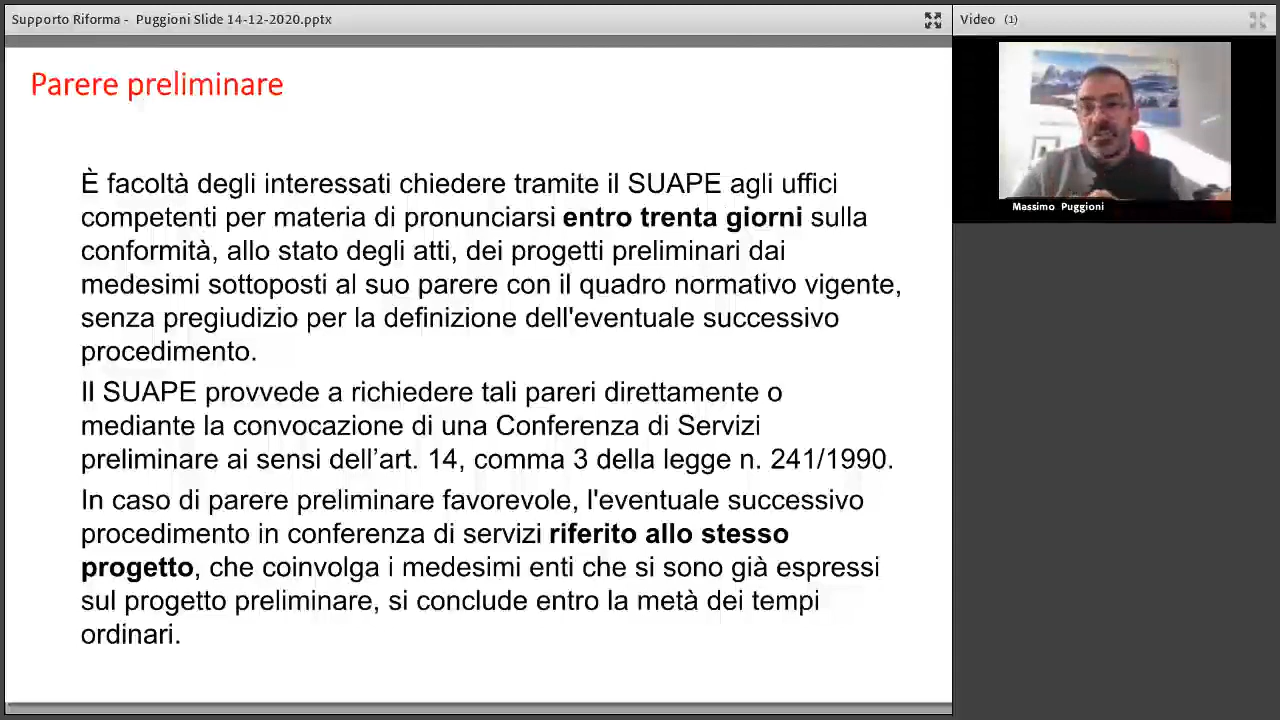 Supporto Riforma - Puggioni Slide 14-12-2020.pptx
Video (1)
Massimo Puggioni
Parere preliminare
È facoltà degli interessati chiedere tramite il SUAPE agli uffici
competenti per materia di pronunciarsi entro trenta giorni sulla
conformità, allo stato degli atti, dei progetti preliminari dai
medesimi sottoposti al suo parere con il quadro normativo vigente,
senza pregiudizio per la definizione dell'eventuale successivo
procedimento.
Il SUAPE provvede a richiedere tali pareri direttamente o
mediante la convocazione di una Conferenza di Servizi
preliminare ai sensi dell’art. 14, comma 3 della legge n. 241/1990.
In caso di parere preliminare favorevole, l'eventuale successivo
procedimento in conferenza di servizi riferito allo stesso
progetto, che coinvolga i medesimi enti che si sono già espressi
sul progetto preliminare, si conclude entro la metà dei tempi
ordinari.